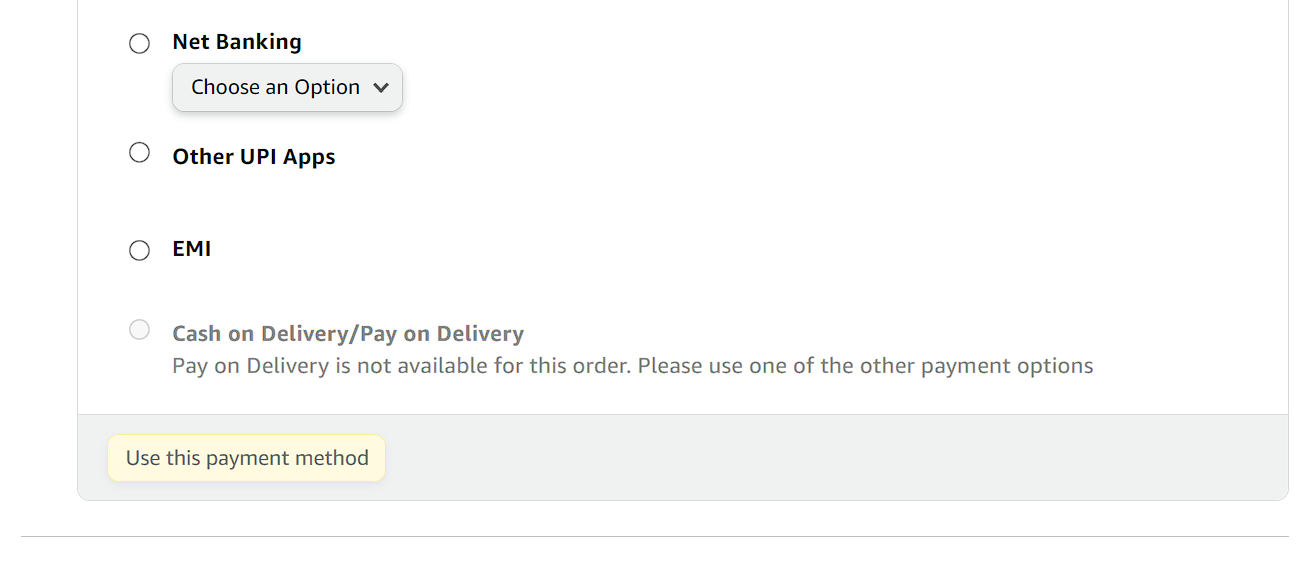 Net Banking
Choose an Option
Other UPI Apps
EMI
Cash on Delivery/Pay on Delivery
Pay on Delivery is not available for this order. Please use one of the other payment options
Use this payment method